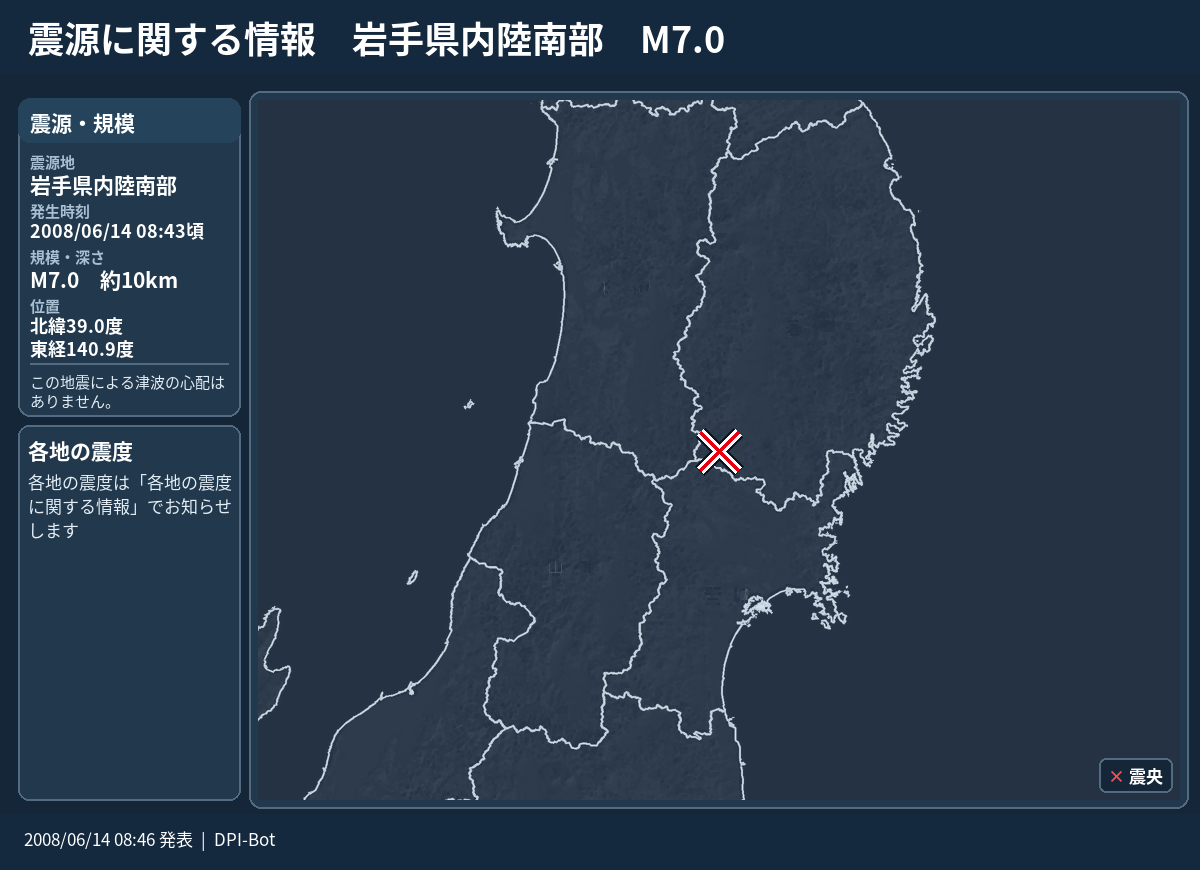 震源に関する情報　岩手県内陸南部　M7.0
震源・規模
震源地
岩手県内陸南部
発生時刻
2008/06/14 08:43頃
規模・深さ
M7.0　約10km
位置
北緯39.0度
東経140.9度
この地震による津波の心配は
ありません。
各地の震度
各地の震度は「各地の震度
に関する情報」でお知らせ
します
✕ 震央
2008/06/14 08:46 発表｜DPI-Bot